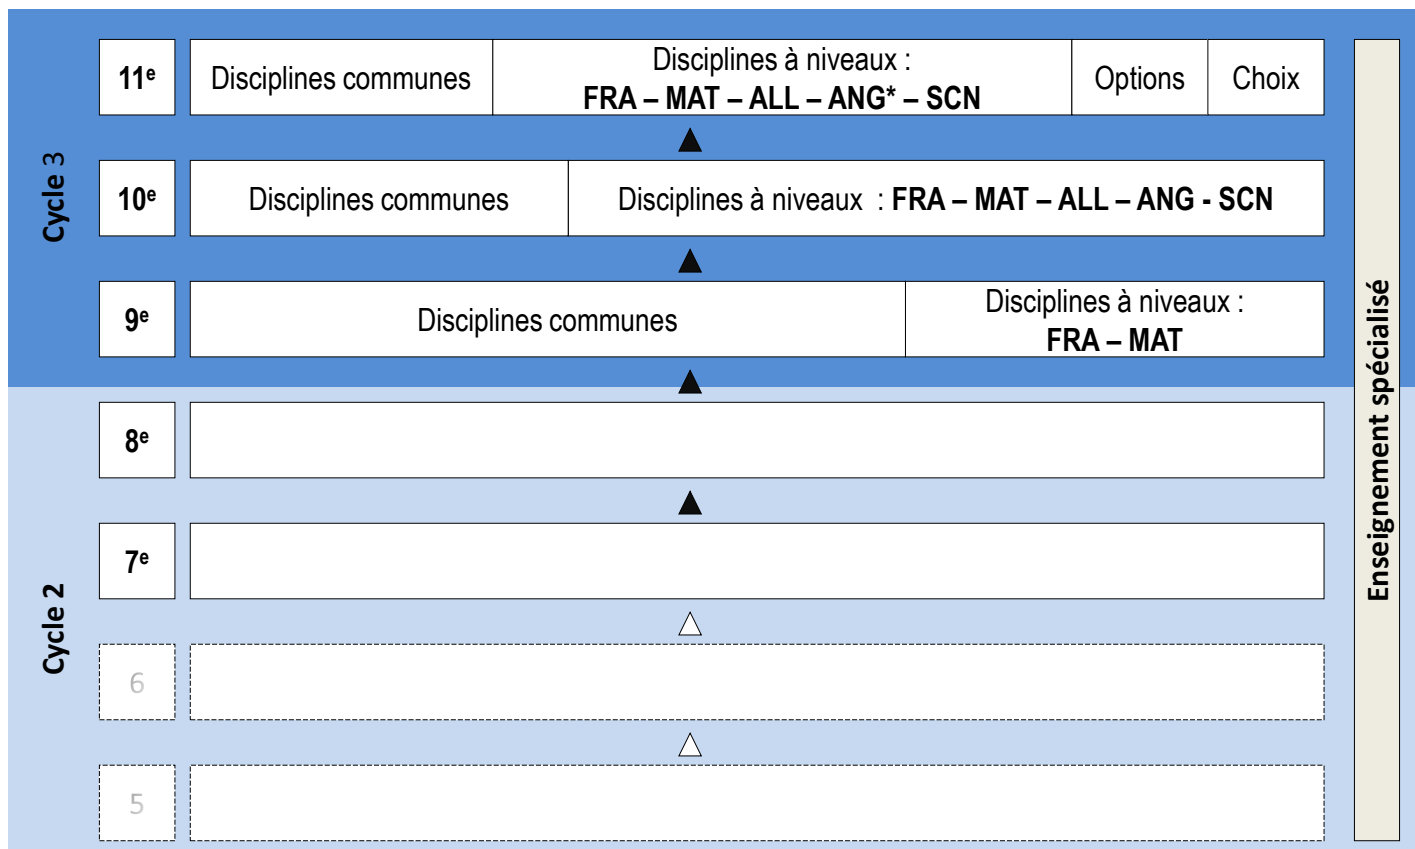 Cycle 3
11e
Disciplines communes
Disciplines à niveaux :
FRA – MAT – ALL – ANG* – SCN
Options
Choix
10e
Disciplines communes
Disciplines à niveaux : FRA – MAT – ALL – ANG - SCN
9e
Disciplines communes
Disciplines à niveaux :
FRA – MAT
Cycle 2
8e
7e
6
5
Enseignement spécialisé